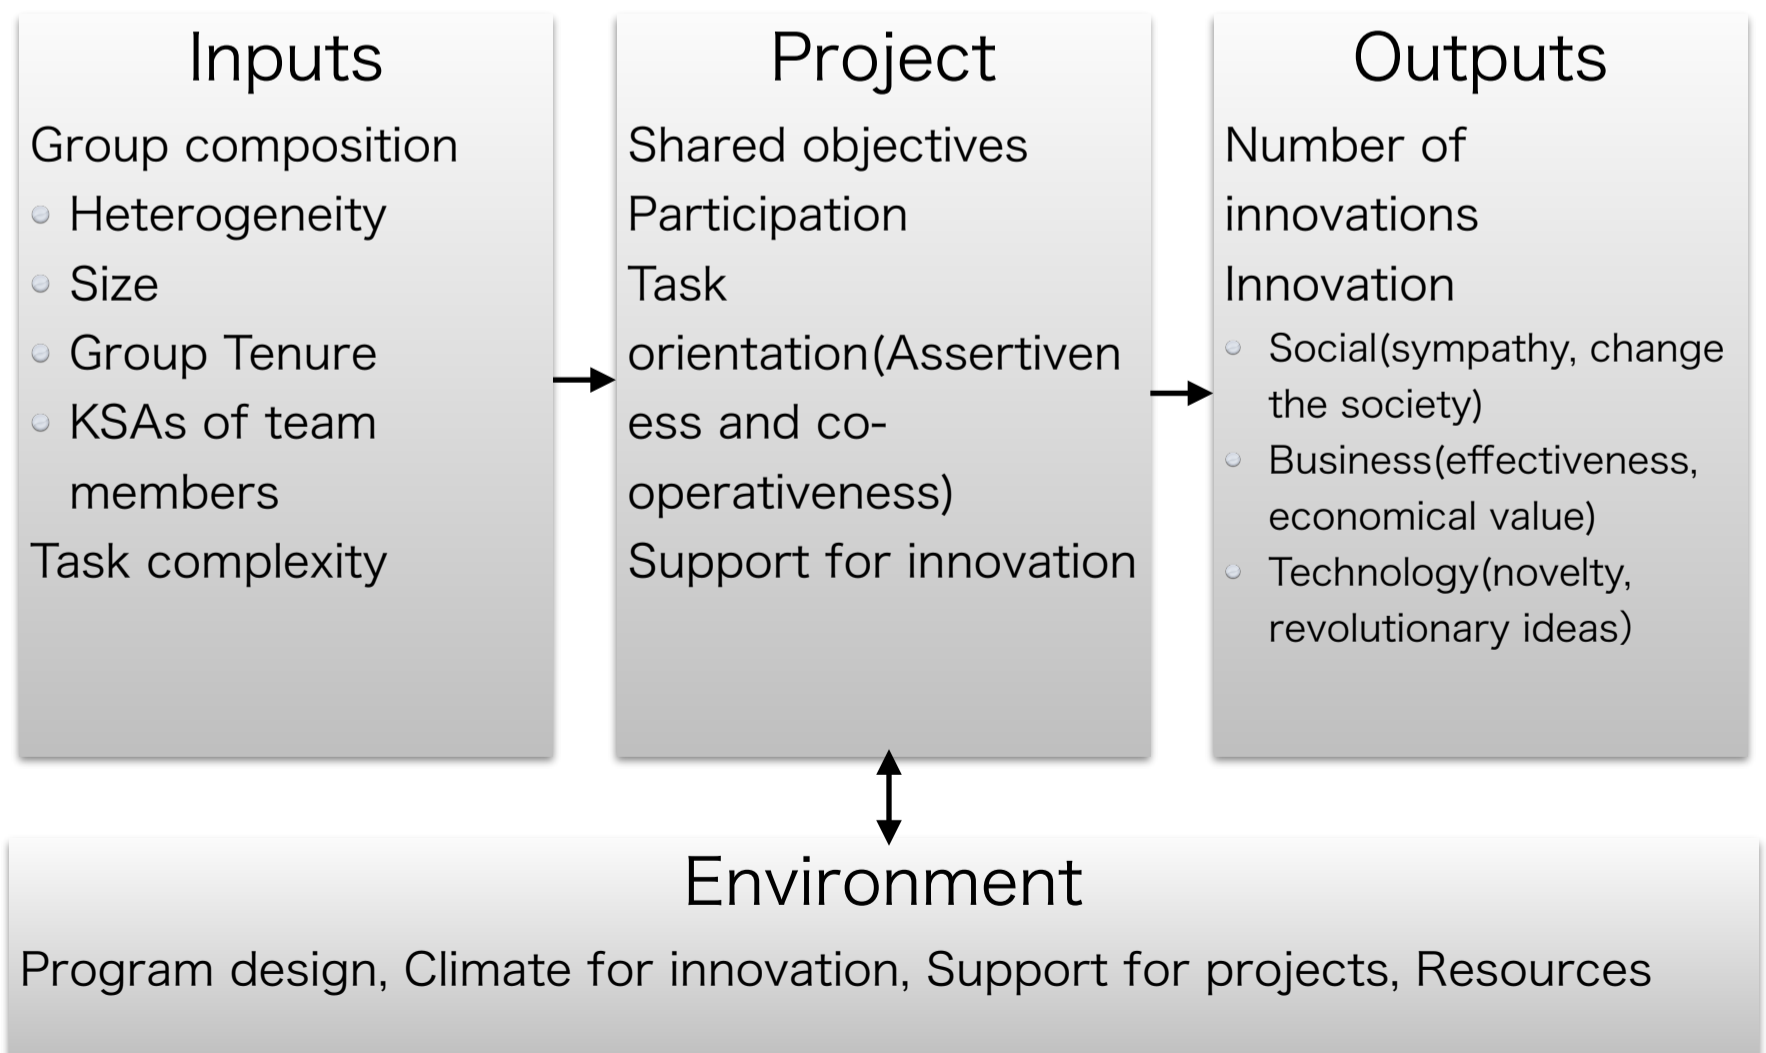 Inputs
Group composition
Heterogeneity
Size
Group Tenure
KSAs of team
members
Task complexity
Project
Shared objectives
Participation
Task
orientation(Assertiven
ess and co-
operativeness)
Support for innovation
Outputs
Number of
innovations
Innovation
Social(sympathy, change
the society)
Business(effectiveness,
economical value)
Technology(novelty,
revolutionary ideas)
Environment
Program design, Climate for innovation, Support for projects, Resources